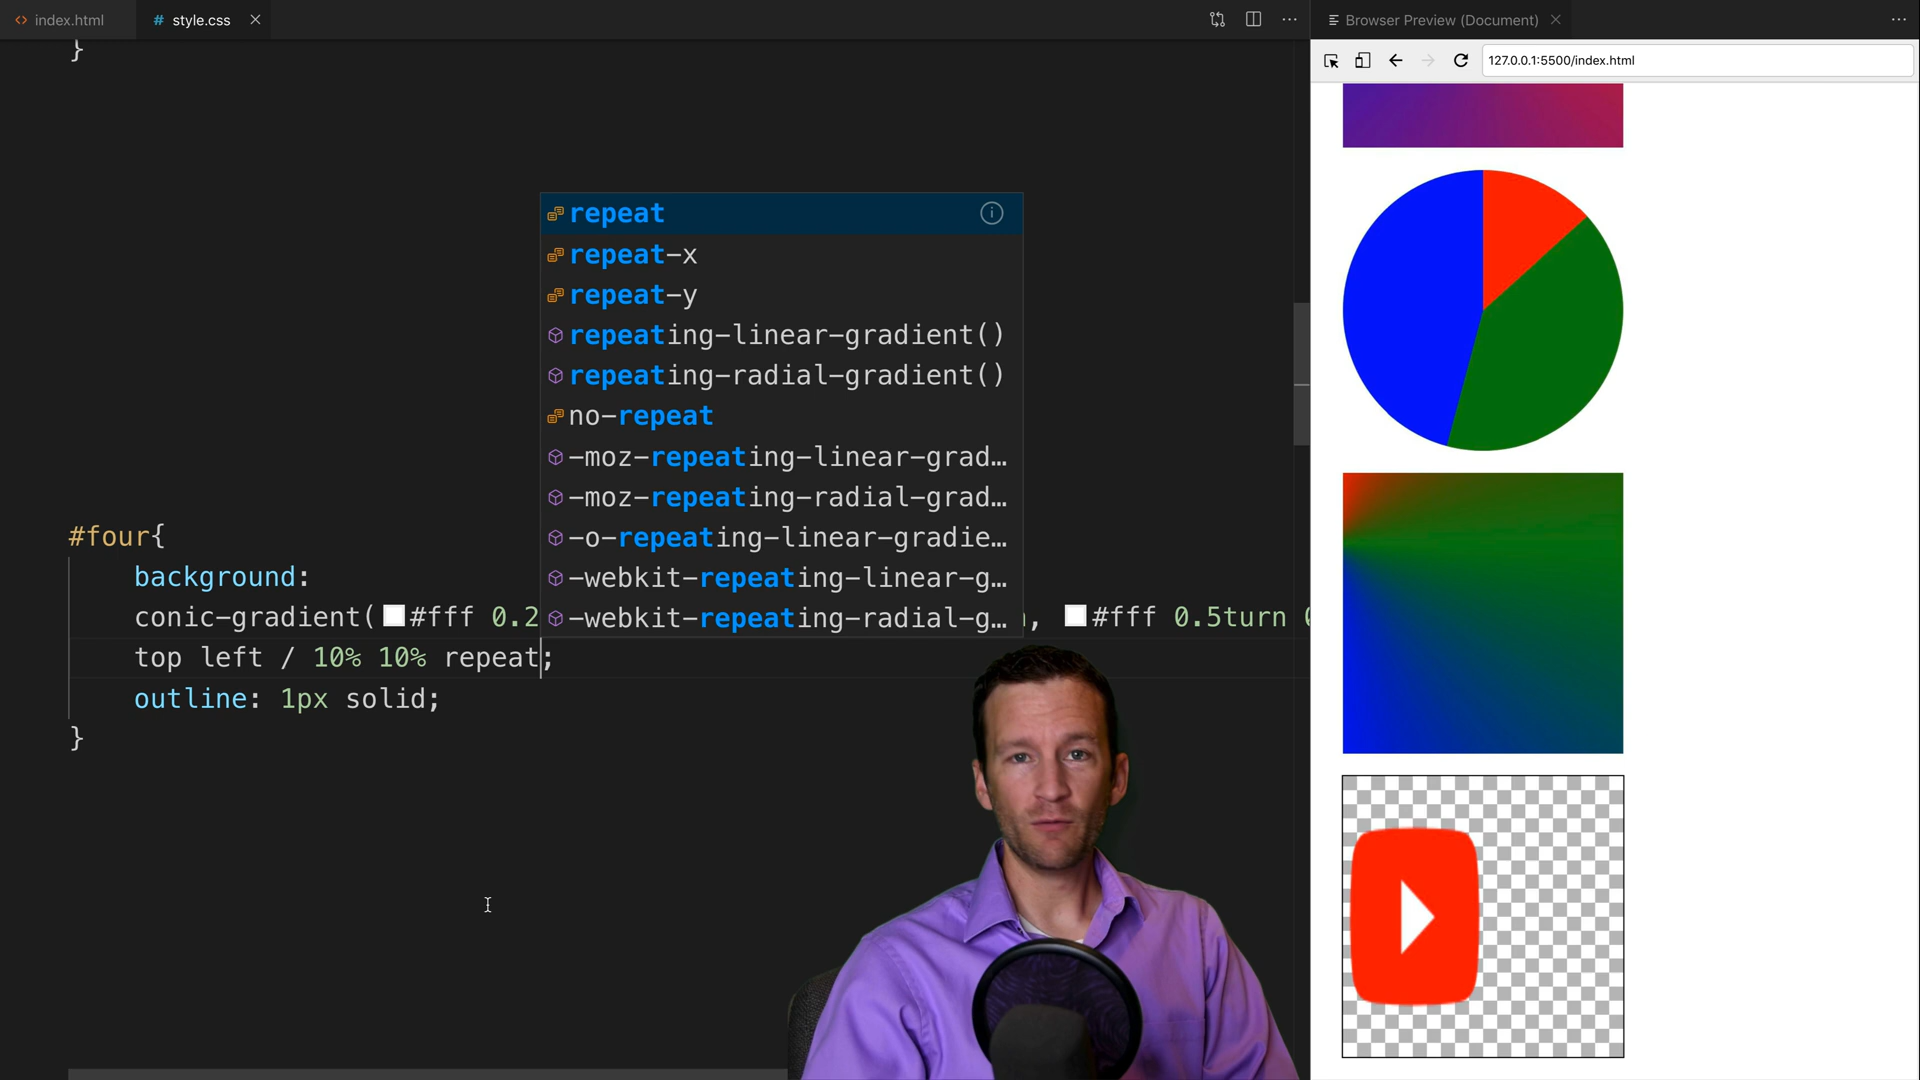 index.html
# style.css
Browser Preview (Document)
127.0.0.1:5500/index.html
}
repeat
repeat-x
repeat-y
repeating-linear-gradient()
repeating-radial-gradient()
no-repeat
-moz-repeating-linear-grad…
-moz-repeating-radial-grad…
-o-repeating-linear-gradie…
-webkit-repeating-linear-g…
-webkit-repeating-radial-g…
#four{
background:
conic-gradient( #fff 0.2 , #fff 0.5turn
top left / 10% 10% repeat;
outline: 1px solid;
}